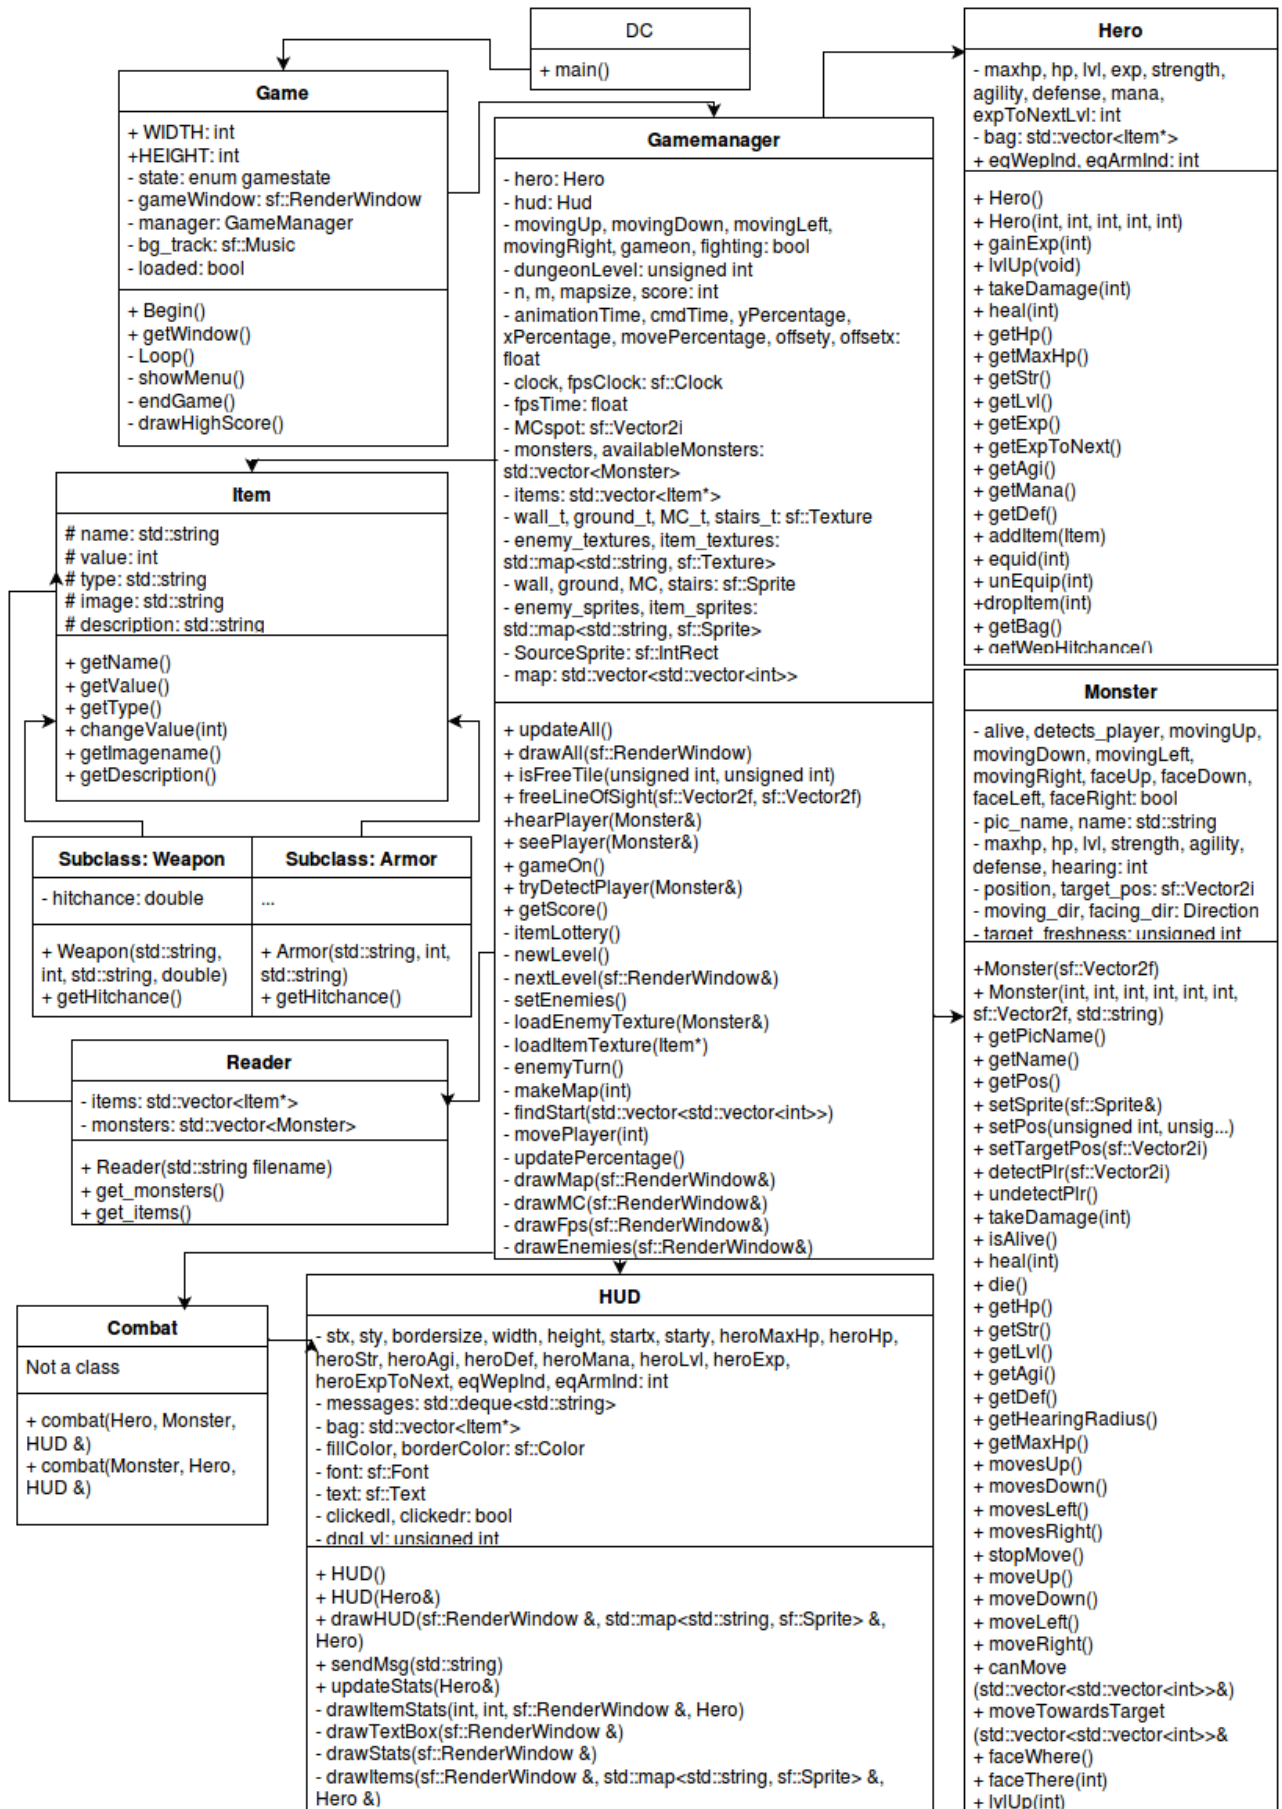 DC
+ main()
Game
+ WIDTH: int
+HEIGHT: int
- state: enum gamestate
- gameWindow: sf::RenderWindow
- manager: GameManager
- bg_track: sf::Music
- loaded: bool
+ Begin()
+ getWindow()
- Loop()
- showMenu()
- endGame()
- drawHighScore()
Gamemanager
- hero: Hero
- hud: Hud
- movingUp, movingDown, movingLeft,
movingRight, gameon, fighting: bool
- dungeonLevel: unsigned int
- n, m, mapsize, score: int
- animationTime, cmdTime, yPercentage,
xPercentage, movePercentage, offsety, offsetx:
float
- clock, fpsClock: sf::Clock
- fpsTime: float
- MCspot: sf::Vector2i
- monsters, availableMonsters:
std::vector<Monster>
- items: std::vector<Item*>
- wall_t, ground_t, MC_t, stairs_t: sf::Texture
- enemy_textures, item_textures:
std::map<std::string, sf::Texture>
- wall, ground, MC, stairs: sf::Sprite
- enemy_sprites, item_sprites:
std::map<std::string, sf::Sprite>
- SourceSprite: sf::IntRect
- map: std::vector<std::vector<int>>
+ updateAll()
+ drawAll(sf::RenderWindow)
+ isFreeTile(unsigned int, unsigned int)
+ freeLineOfSight(sf::Vector2f, sf::Vector2f)
+hearPlayer(Monster&)
+ seePlayer(Monster&)
+ gameOn()
+ tryDetectPlayer(Monster&)
+ getScore()
- itemLottery()
- newLevel()
- nextLevel(sf::RenderWindow&)
- setEnemies()
- loadEnemyTexture(Monster&)
- loadItemTexture(Item*)
- enemyTurn()
- makeMap(int)
- findStart(std::vector<std::vector<int>>)
- movePlayer(int)
- updatePercentage()
- drawMap(sf::RenderWindow&)
- drawMC(sf::RenderWindow&)
- drawFps(sf::RenderWindow&)
- drawEnemies(sf::RenderWindow&)
Hero
- maxhp, hp, lvl, exp, strength,
agility, defense, mana,
expToNextLvl: int
- bag: std::vector<Item*>
+ eqWepInd, eqArmInd: int
+ Hero()
+ Hero(int, int, int, int, int)
+ gainExp(int)
+ lvlUp(void)
+ takeDamage(int)
+ heal(int)
+ getHp()
+ getMaxHp()
+ getStr()
+ getLvl()
+ getExp()
+ getExpToNext()
+ getAgi()
+ getMana()
+ getDef()
+ addItem(Item)
+ equid(int)
+ unEquip(int)
+dropItem(int)
+ getBag()
+ getWepHitchance()
Item
# name: std::string
# value: int
# type: std::string
# image: std::string
# description: std::string
+ getName()
+ getValue()
+ getType()
+ changeValue(int)
+ getImagename()
+ getDescription()
Subclass: Weapon
- hitchance: double
+ Weapon(std::string,
int, std::string, double)
+ getHitchance()
Subclass: Armor
...
+ Armor(std::string, int,
std::string)
+ getHitchance()
Reader
- items: std::vector<Item*>
- monsters: std::vector<Monster>
+ Reader(std::string filename)
+ get_monsters()
+ get_items()
Monster
- alive, detects_player, movingUp,
movingDown, movingLeft,
movingRight, faceUp, faceDown,
faceLeft, faceRight: bool
- pic_name, name: std::string
- maxhp, hp, lvl, strength, agility,
defense, hearing: int
- position, target_pos: sf::Vector2i
- moving_dir, facing_dir: Direction
- target_freshness: unsigned int
+Monster(sf::Vector2f)
+ Monster(int, int, int, int, int, int,
sf::Vector2f, std::string)
+ getPicName()
+ getName()
+ getPos()
+ setSprite(sf::Sprite&)
+ setPos(unsigned int, unsig...)
+ setTargetPos(sf::Vector2i)
+ detectPlr(sf::Vector2i)
+ undetectPlr()
+ takeDamage(int)
+ isAlive()
+ heal(int)
+ die()
+ getHp()
+ getStr()
+ getLvl()
+ getAgi()
+ getDef()
+ getHearingRadius()
+ getMaxHp()
+ movesUp()
+ movesDown()
+ movesLeft()
+ movesRight()
+ stopMove()
+ moveUp()
+ moveDown()
+ moveLeft()
+ moveRight()
+ canMove
(std::vector<std::vector<int>>&)
+ moveTowardsTarget
(std::vector<std::vector<int>>&
+ faceWhere()
+ faceThere(int)
+ lvlUp(int)
Combat
Not a class
+ combat(Hero, Monster,
HUD &)
+ combat(Monster, Hero,
HUD &)
HUD
- stx, sty, bordersize, width, height, startx, starty, heroMaxHp, heroHp,
heroStr, heroAgi, heroDef, heroMana, heroLvl, heroExp,
heroExpToNext, eqWepInd, eqArmInd: int
- messages: std::deque<std::string>
- bag: std::vector<Item*>
- fillColor, borderColor: sf::Color
- font: sf::Font
- text: sf::Text
- clickedl, clickedr: bool
- dngLvl: unsigned int
+ HUD()
+ HUD(Hero&)
+ drawHUD(sf::RenderWindow &, std::map<std::string, sf::Sprite> &,
Hero)
+ sendMsg(std::string)
+ updateStats(Hero&)
- drawItemStats(int, int, sf::RenderWindow &, Hero)
- drawTextBox(sf::RenderWindow &)
- drawStats(sf::RenderWindow &)
- drawItems(sf::RenderWindow &, std::map<std::string, sf::Sprite> &,
Hero &)